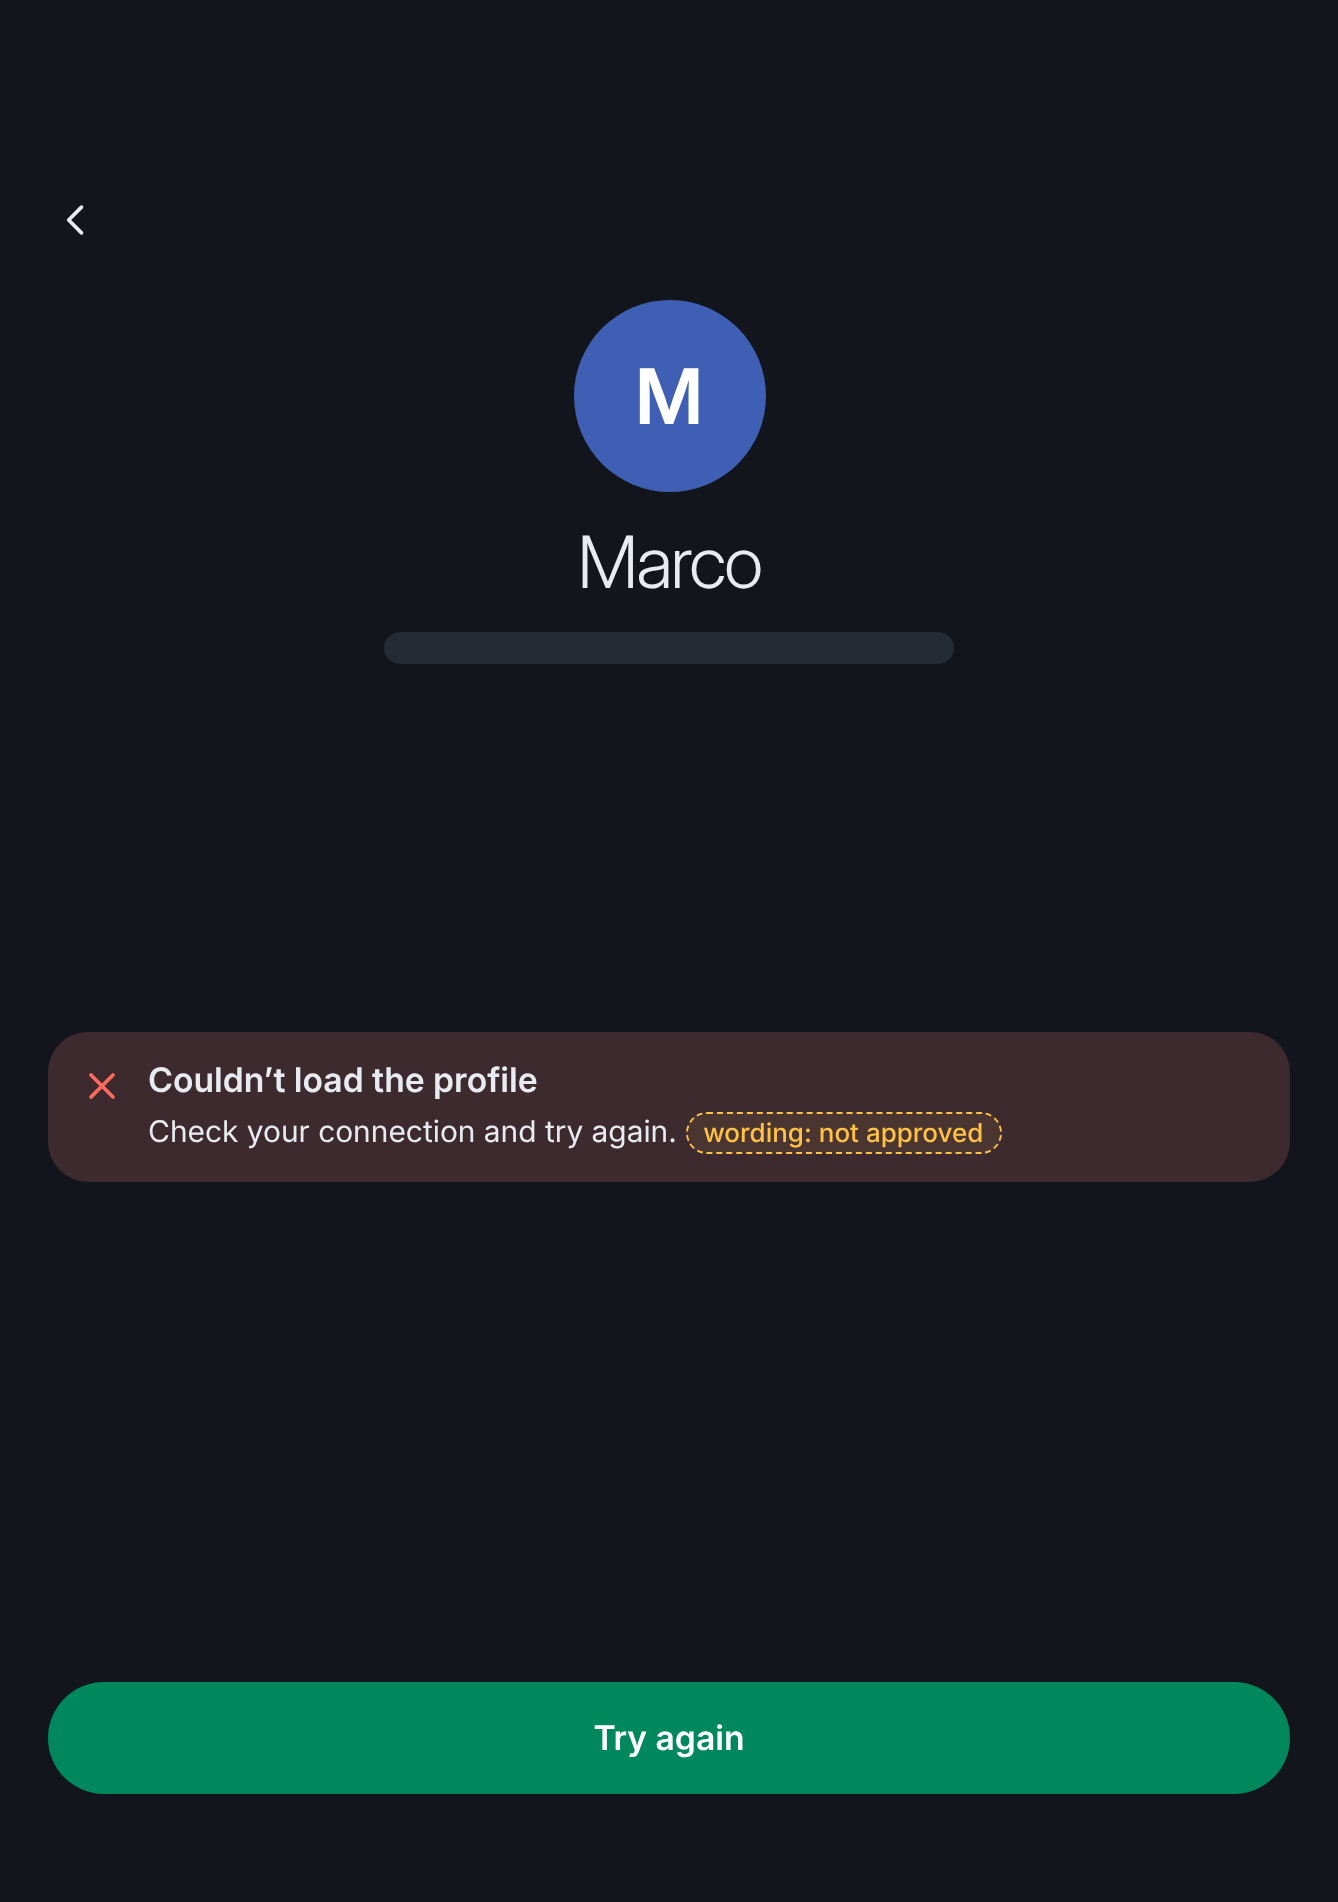 M
Marco
Couldn’t load the profile
Check your connection and try again. wording: not approved
Try again